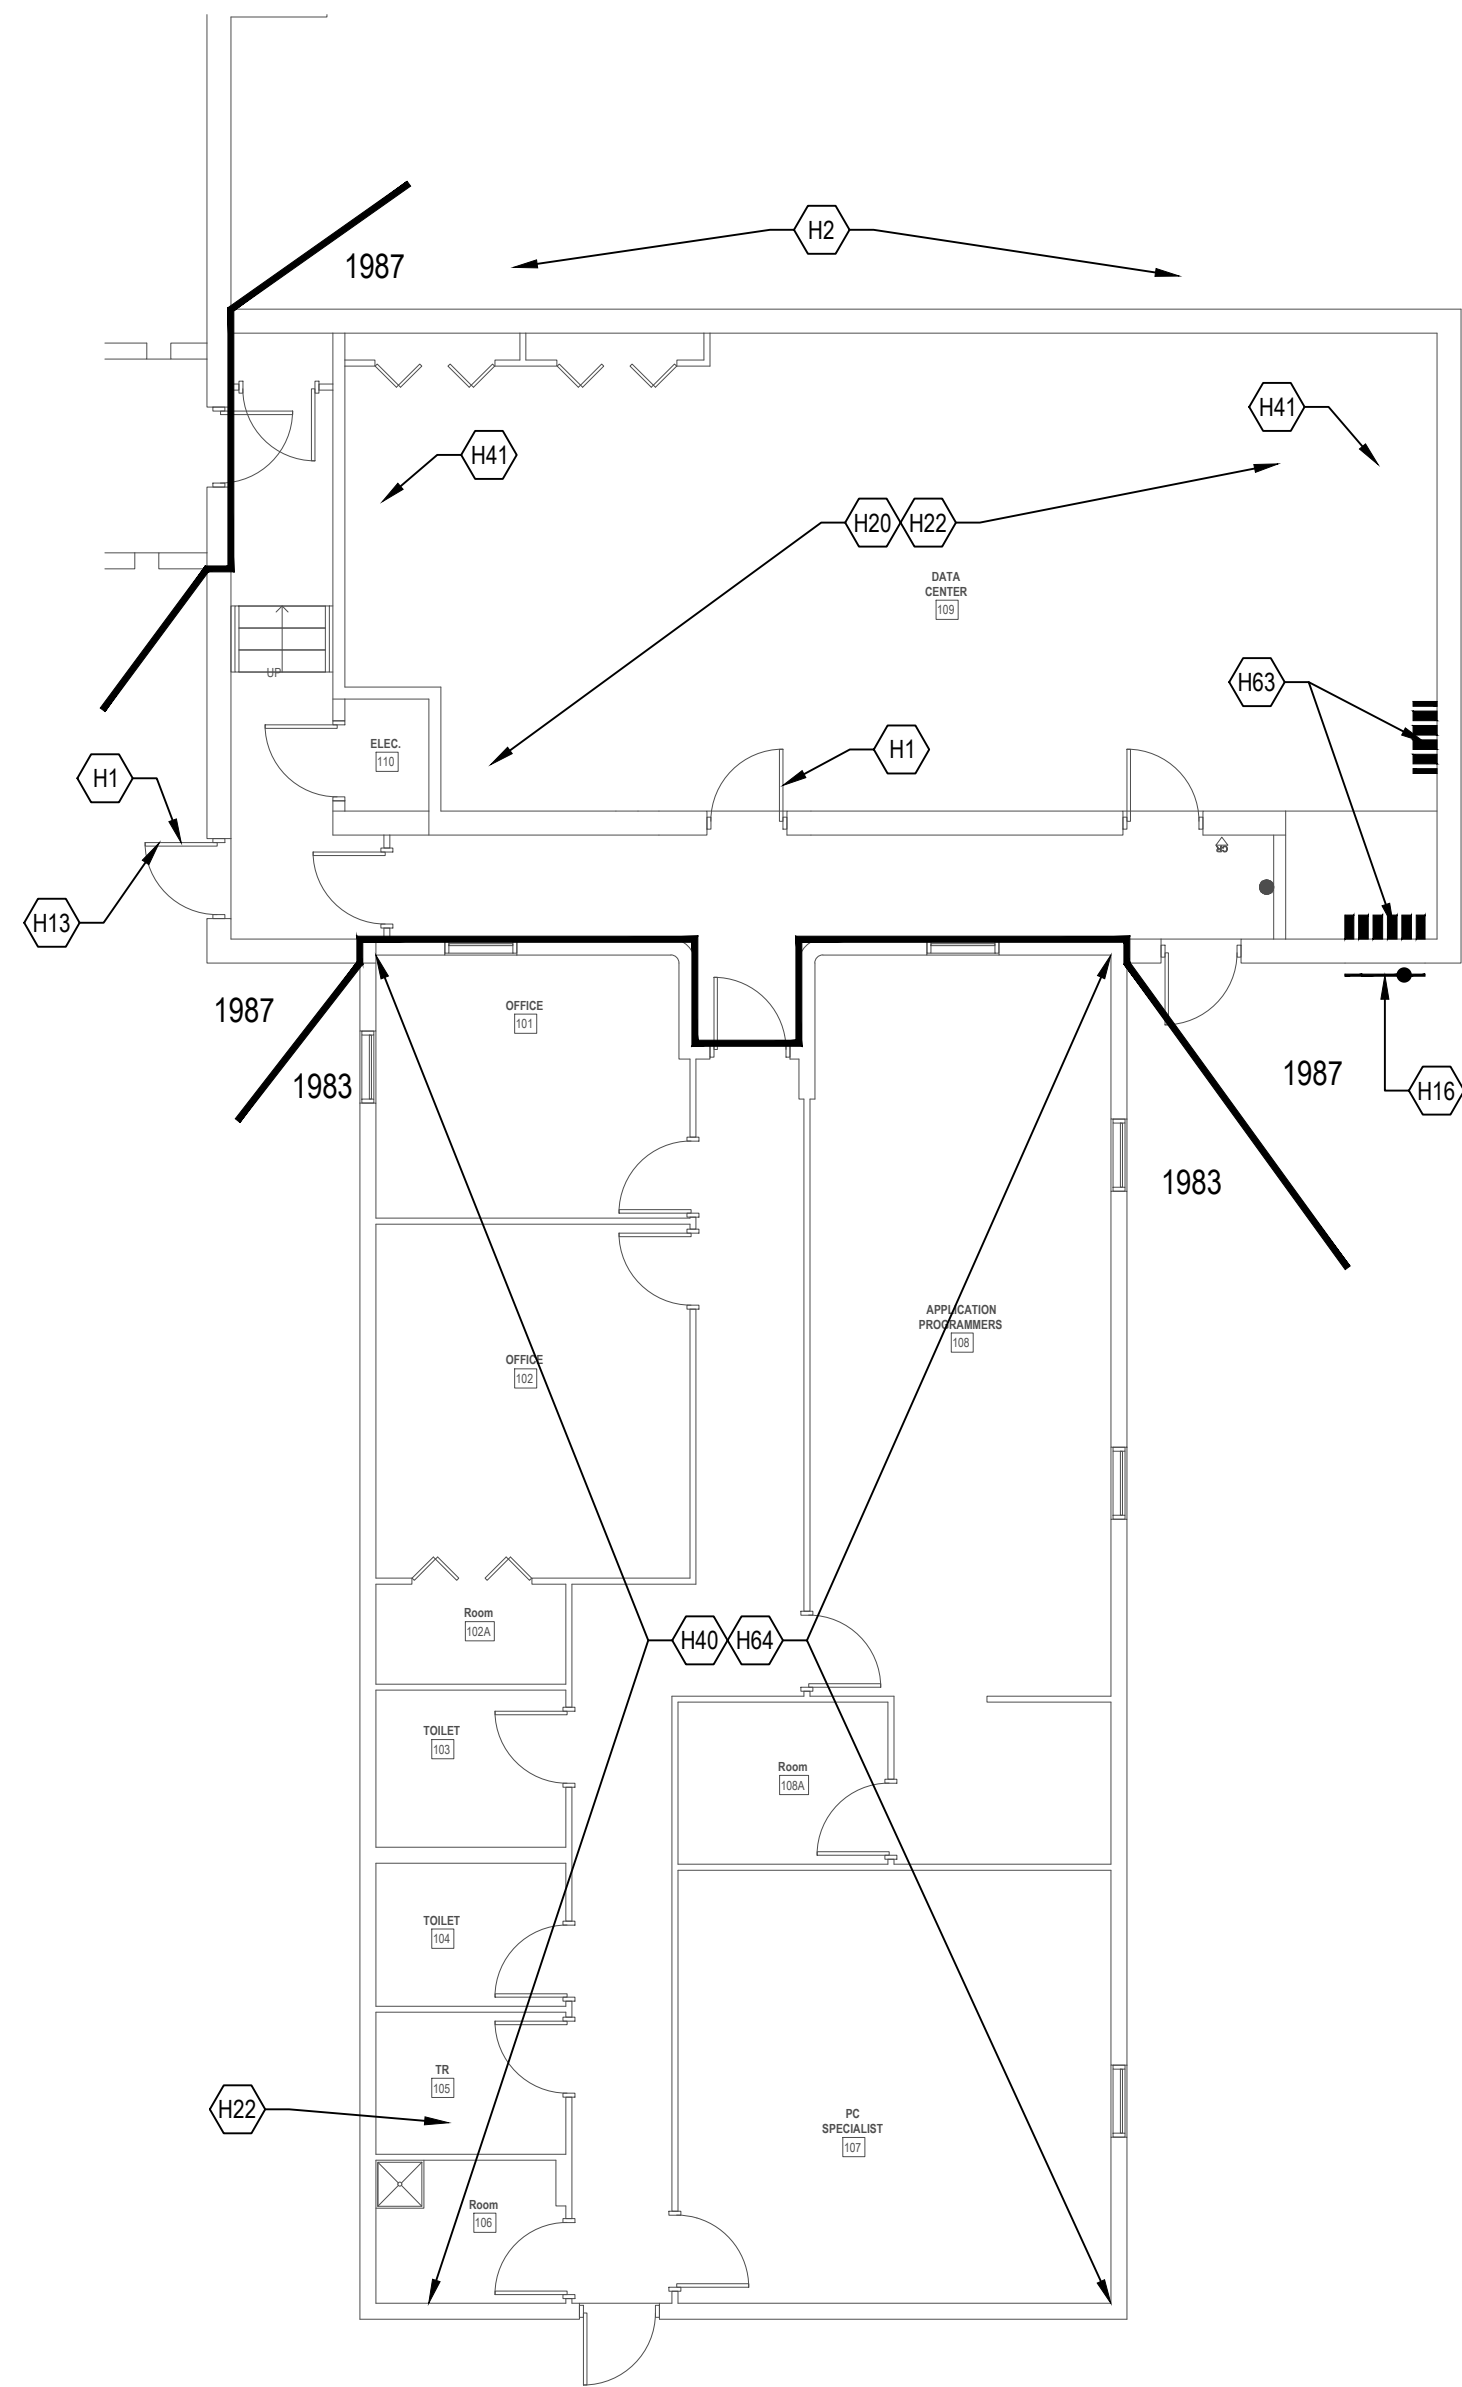 H2
1987
H41
H41
H20 H22
DATA
CENTER
109
UP
H63
ELEC.
110
H1
H1
CR
H13
OFFICE
101
1987
1983
1987
H16
1983
APPLICATION
PROGRAMMERS
108
OFFICE
102
Room
102A
H40 H64
TOILET
103
Room
108A
TOILET
104
TR
105
H22
PC
SPECIALIST
107
Room
106